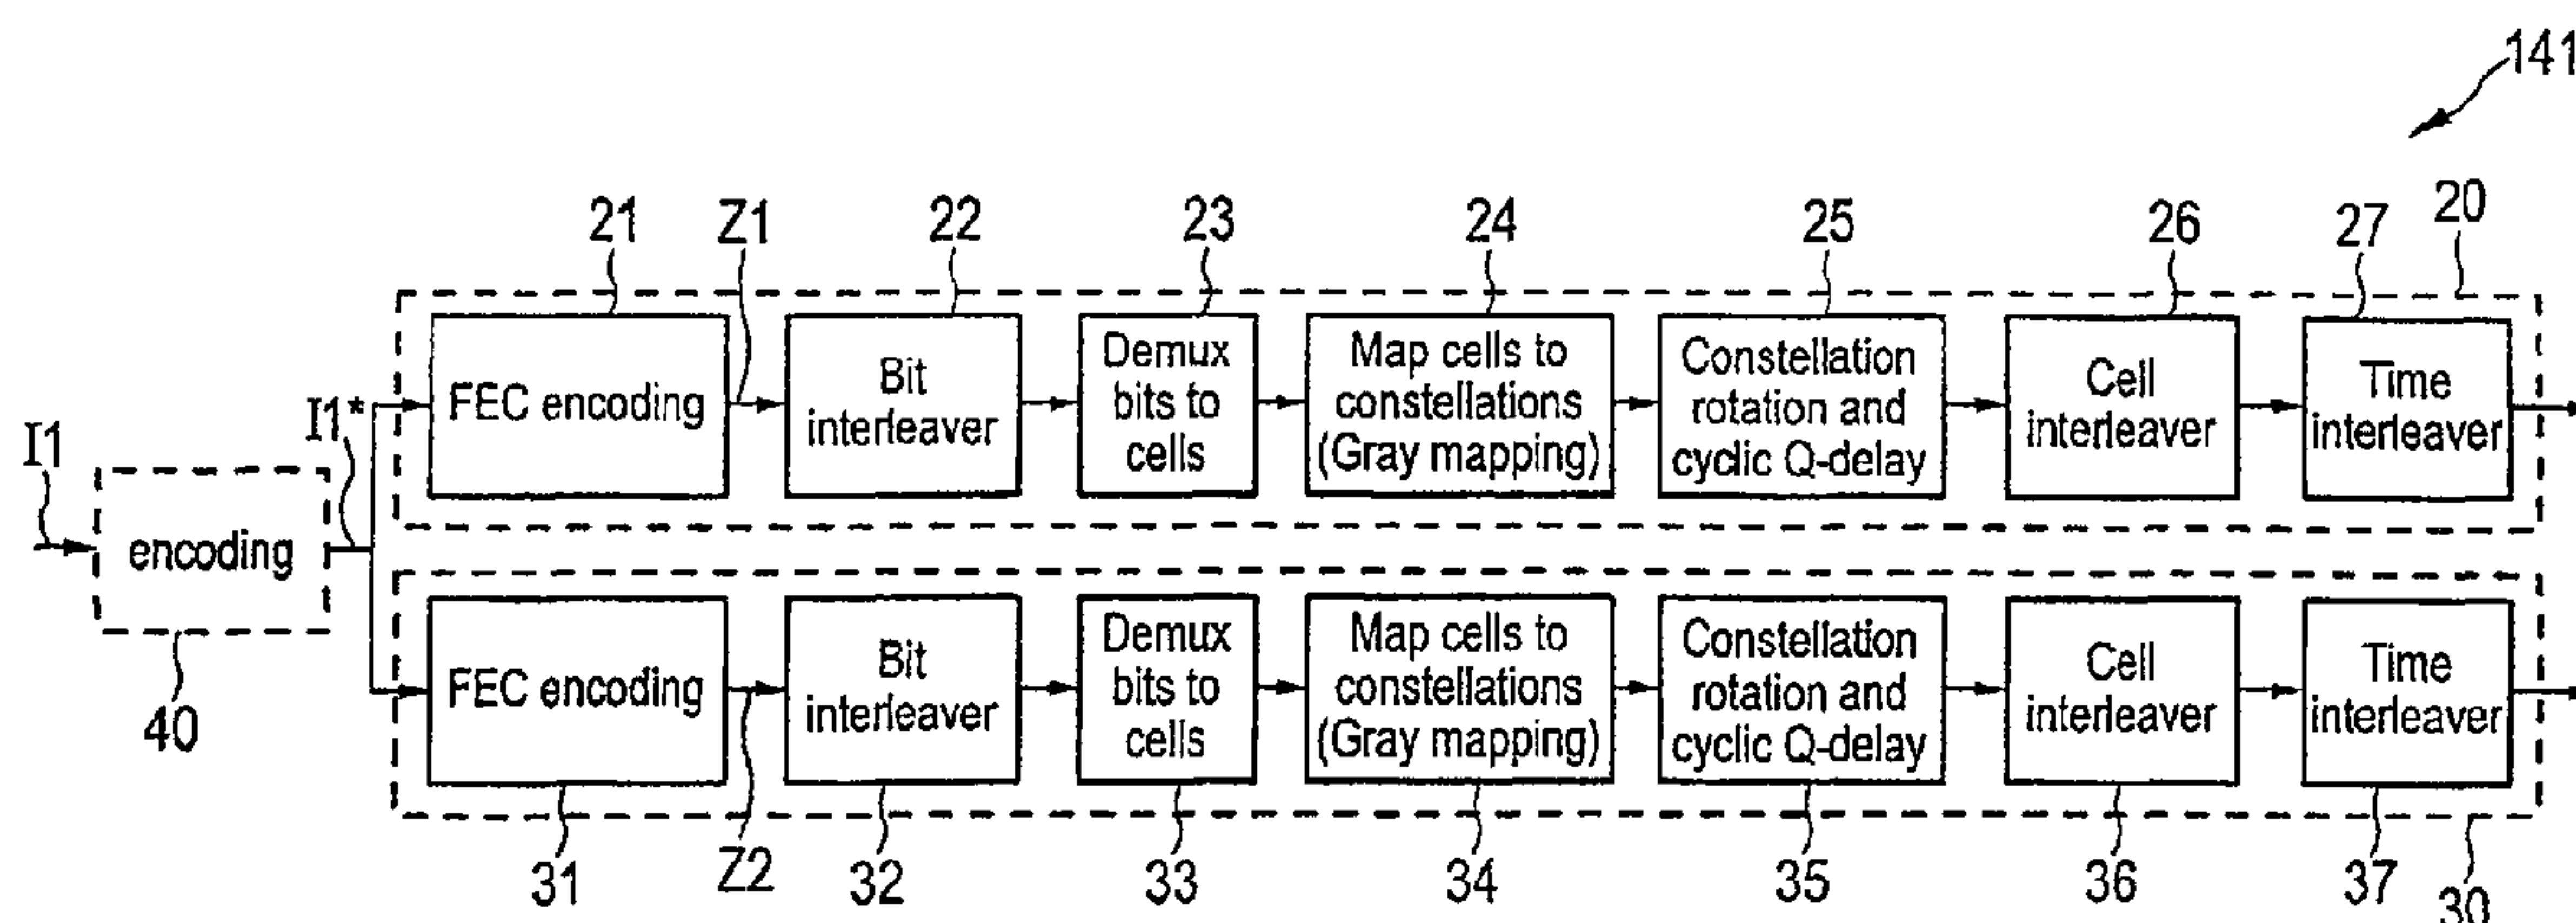 141
21
Z1
22
23
24
25
26
27
20
FEC encoding
Bit
interleaver
Demux
bits to
cells
Map cells to
constellations
(Gray mapping)
Constellation
rotation and
cyclic Q-delay
Cell
interleaver
Time
interleaver
I1
encoding
I1*
40
FEC encoding
Bit
interleaver
Demux
bits to
cells
Map cells to
constellations
(Gray mapping)
Constellation
rotation and
cyclic Q-delay
Cell
interleaver
Time
interleaver
31
Z2
32
33
34
35
36
37
30